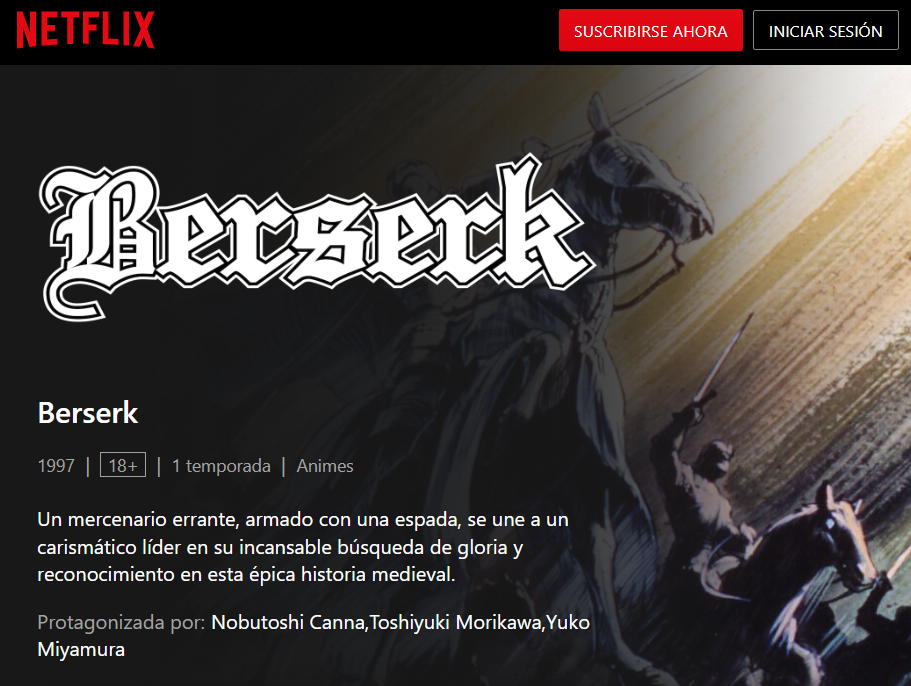 NETFLIX
SUSCRIBIRSE AHORA
INICIAR SESIÓN
Berserk
Berserk
1997 | 18+ | 1 temporada | Animes
Un mercenario errante, armado con una espada, se une a un
carismático líder en su incansable búsqueda de gloria y
reconocimiento en esta épica historia medieval.
Protagonizada por: Nobutoshi Canna,Toshiyuki Morikawa,Yuko
Miyamura